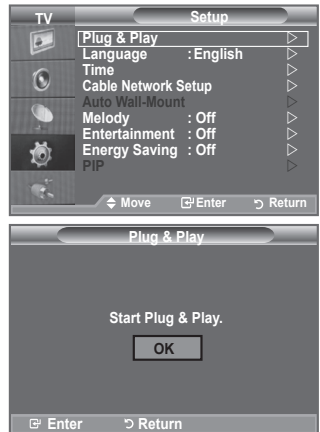 TV Setup
Plug & Play
Language : English
Time
Cable Network Setup
Auto Wall-Mount
Melody : Off
Entertainment : Off
Energy Saving : Off
PIP
Move Enter Return
Plug & Play
Start Plug & Play.
OK
Enter Return